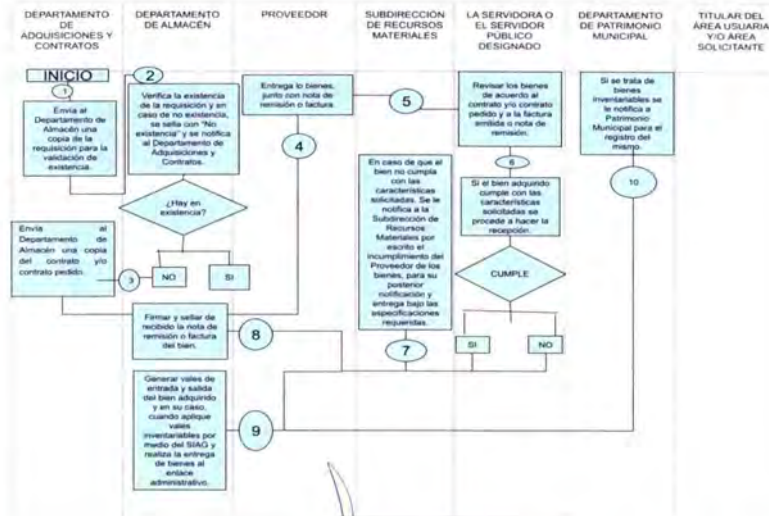 DEPARTAMENTO
DE
ADQUISICIONES Y
CONTRATOS
DEPARTAMENTO
DE ALMACÉN
PROVEEDOR
SUBDIRECCIÓN
DE RECURSOS
MATERIALES
LA SERVIDORA O
EL SERVIDOR
PÚBLICO
DESIGNADO
DEPARTAMENTO
DE PATRIMONIO
MUNICIPAL
TITULAR DEL
ÁREA USUARIA
Y/O ÁREA
SOLICITANTE
INICIO
1
Envía al
Departamento de
Almacén una
copia de la
requisición para la
validación de
existencia.
2
Verifica la existencia
de la requisición y en
caso de no existencia,
se sella con "No
existencia" y se notifica
al Departamento de
Adquisiciones y
Contratos.
¿Hay en
existencia?
NO
SI
3
Envía al
Departamento de
Almacén una copia
del contrato y/o
contrato pedido.
Entrega lo bienes,
junto con nota de
remisión o factura.
4
5
Revisar los bienes
de acuerdo al
contrato y/o contrato
pedido y a la factura
emitida o nota de
remisión.
6
Si el bien adquirido
cumple con las
características
solicitadas se
procede a hacer la
recepción.
CUMPLE
SI
NO
En caso de que el
bien no cumpla
con las
características
solicitadas. Se le
notifica a la
Subdirección de
Recursos
Materiales por
escrito el
incumplimiento del
Proveedor de los
bienes, para su
posterior
notificación y
entrega bajo las
especificaciones
requeridas.
7
Firmar y sellar de
recibido la nota de
remisión o factura
del bien.
8
Generar vales de
entrada y salida
del bien adquirido
y en su caso,
cuando aplique
vales
inventariables por
medio del SIAG y
realiza la entrega
de bienes al
enlace
administrativo.
9
Si se trata de
bienes
inventariables se
le notifica a
Patrimonio
Municipal para el
registro del
mismo.
10